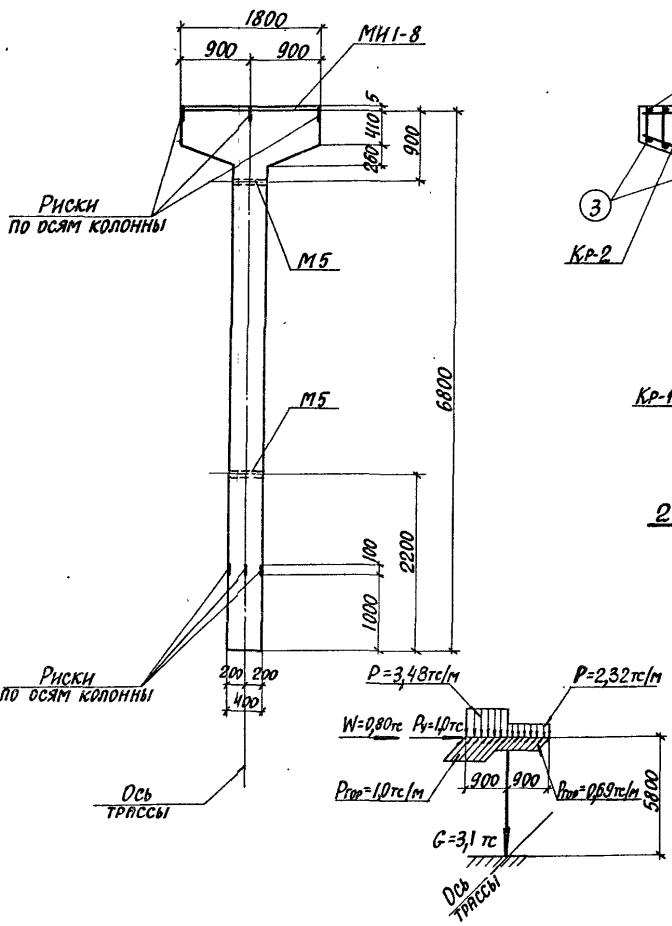 1800
900
900
МН1-8
5
410
260
900
Риски
по осям колонны
М5
М5
6800
2200
100
1000
Риски
по осям колонны
200
200
400
Ось
трассы
3
Кр-2
Кр-1
2
P=3,48тс/м
P=2,32тс/м
W=0,80тс
Pу=1,0тс
900
900
Pгор=1,0тс/м
Pгор=0,69тс/м
5800
G=3,1 тс
Ось
трассы